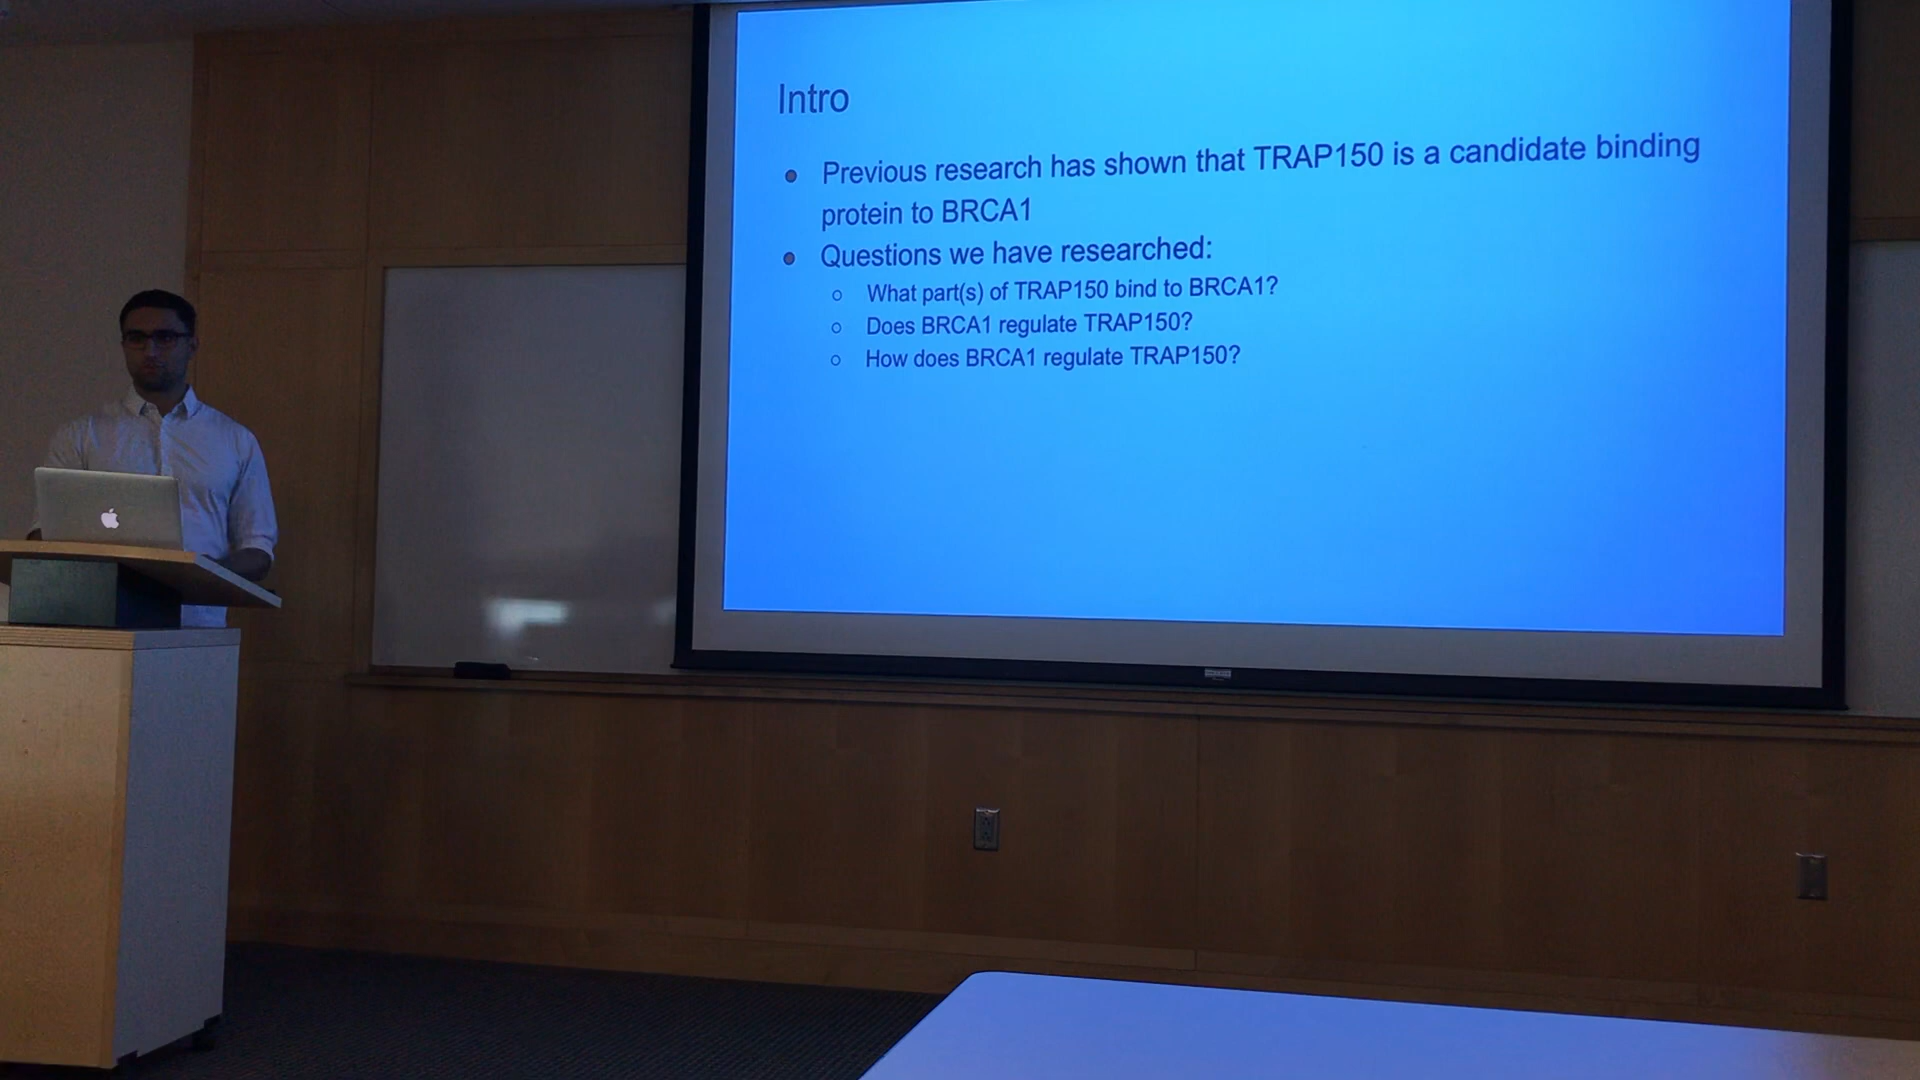 Intro
● Previous research has shown that TRAP150 is a candidate binding
protein to BRCA1
● Questions we have researched:
○ What part(s) of TRAP150 bind to BRCA1?
○ Does BRCA1 regulate TRAP150?
○ How does BRCA1 regulate TRAP150?